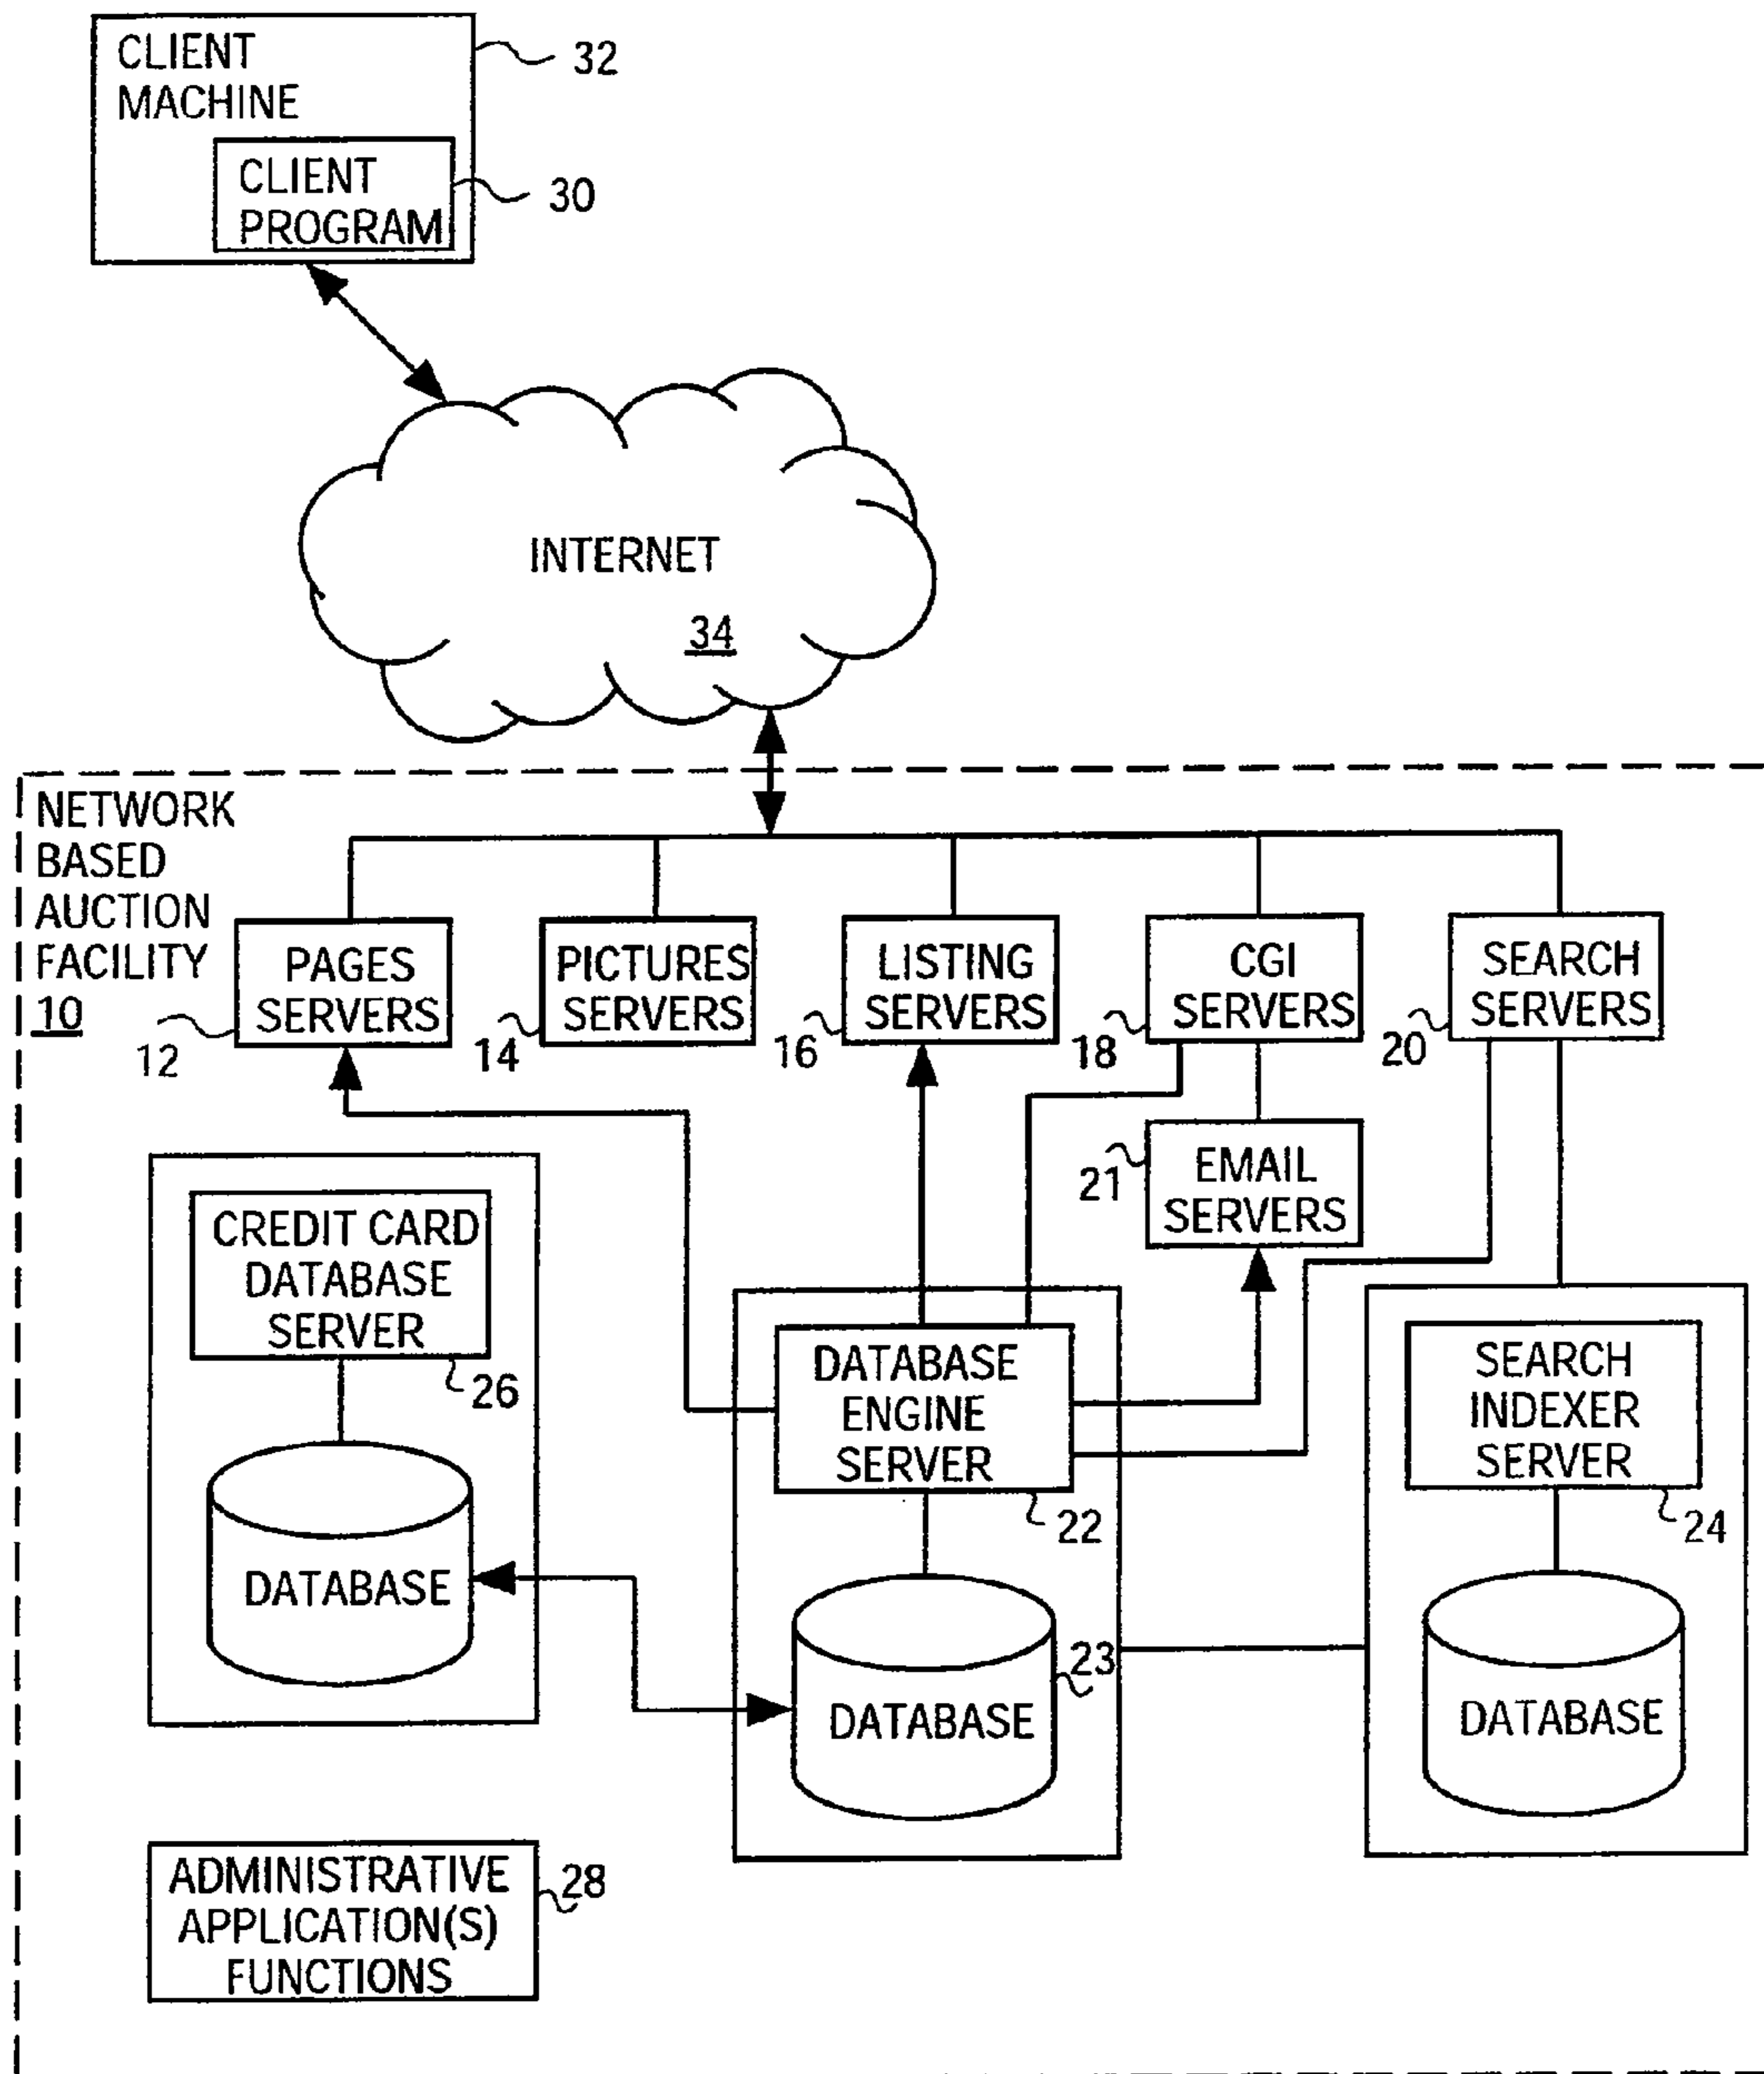 CLIENT
MACHINE
32
CLIENT
PROGRAM
30
INTERNET
34
NETWORK
BASED
AUCTION
FACILITY
10
PAGES
SERVERS
12
PICTURES
SERVERS
14
LISTING
SERVERS
16
CGI
SERVERS
18
SEARCH
SERVERS
20
EMAIL
SERVERS
21
CREDIT CARD
DATABASE
SERVER
26
DATABASE
DATABASE
ENGINE
SERVER
22
DATABASE
23
SEARCH
INDEXER
SERVER
24
DATABASE
ADMINISTRATIVE
APPLICATION(S)
FUNCTIONS
28